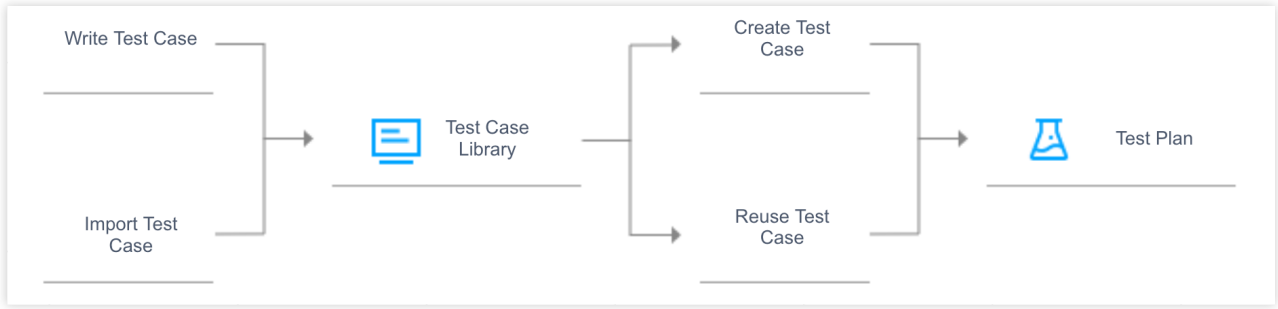 Write Test Case
Import Test
Case
Test Case
Library
Create Test
Case
Reuse Test
Case
Test Plan